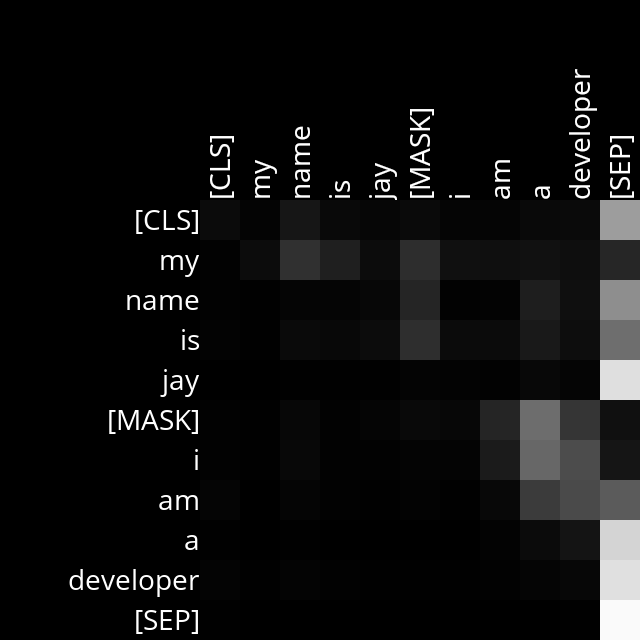 [CLS]
my
name
is
jay
[MASK]
i
am
a
developer
[SEP]
[CLS]
my
name
is
jay
[MASK]
i
am
a
developer
[SEP]